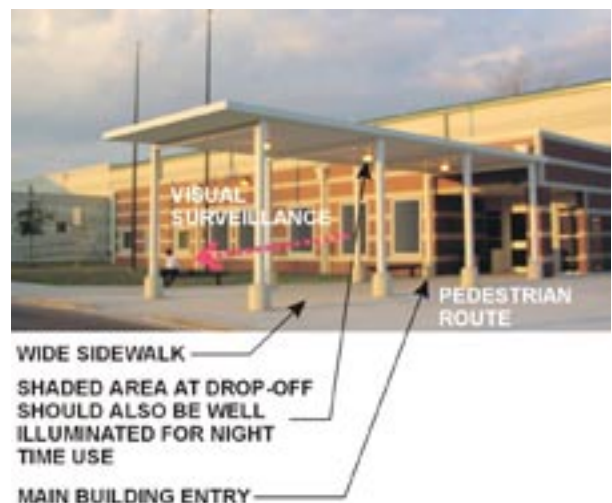 VISUAL
SURVEILLANCE
PEDESTRIAN
ROUTE
WIDE SIDEWALK
SHADED AREA AT DROP-OFF
SHOULD ALSO BE WELL
ILLUMINATED FOR NIGHT
TIME USE
MAIN BUILDING ENTRY